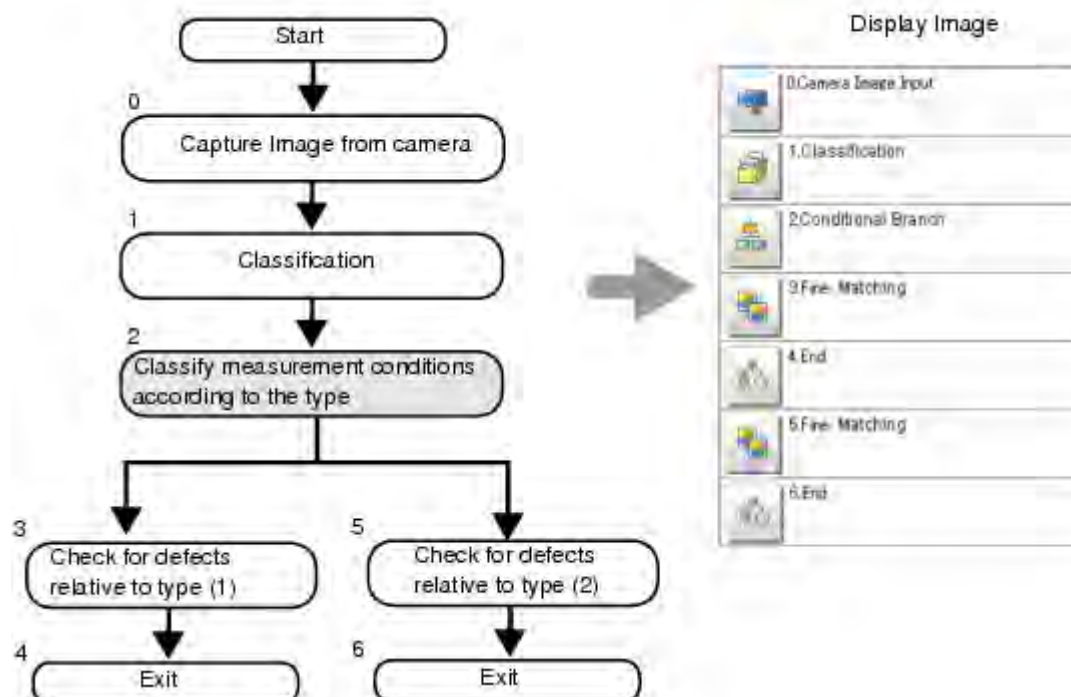 Start
0
Capture Image from camera
1
Classification
2
Classify measurement conditions
according to the type
3
Check for defects
relative to type (1)
4
Exit
5
Check for defects
relative to type (2)
6
Exit
Display Image
0.Camera Image Input
1.Classification
2.Conditional Branch
3.Fine Matching
4.End
5.Fine Matching
6.End